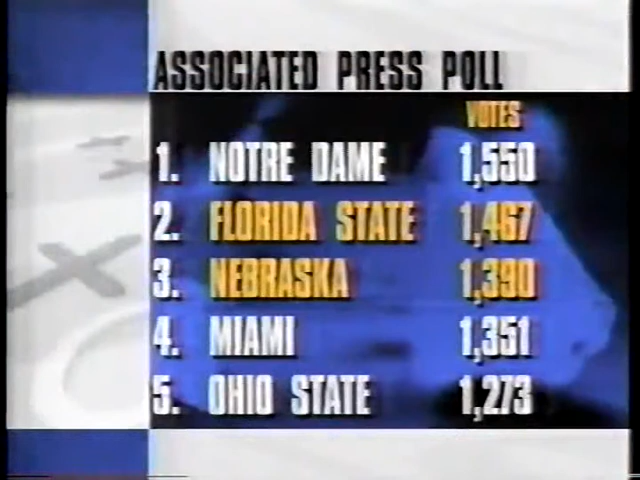 ASSOCIATED PRESS POLL
VOTES
1. NOTRE DAME 1,550
2. FLORIDA STATE 1,467
3. NEBRASKA 1,390
4. MIAMI 1,351
5. OHIO STATE 1,273